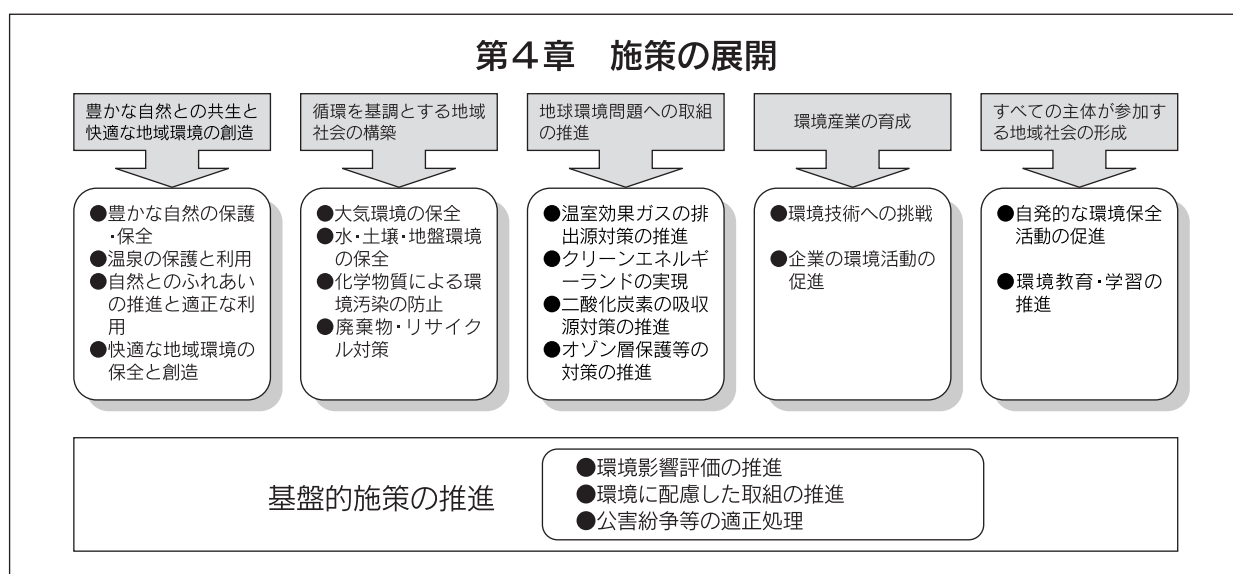 第4章　施策の展開
豊かな自然との共生と
快適な地域環境の創造
●豊かな自然の保護
・保全
●温泉の保護と利用
●自然とのふれあい
の推進と適正な利
用
●快適な地域環境の
保全と創造
循環を基調とする地域
社会の構築
●大気環境の保全
●水・土壌・地盤環境
の保全
●化学物質による環
境汚染の防止
●廃棄物・リサイク
ル対策
地球環境問題への取組
の推進
●温室効果ガスの排
出源対策の推進
●クリーンエネルギ
ーランドの実現
●二酸化炭素の吸収
源対策の推進
●オゾン層保護等の
対策の推進
環境産業の育成
●環境技術への挑戦
●企業の環境活動の
促進
すべての主体が参加す
る地域社会の形成
●自発的な環境保全
活動の促進
●環境教育・学習の
推進
基盤的施策の推進
●環境影響評価の推進
●環境に配慮した取組の推進
●公害紛争等の適正処理